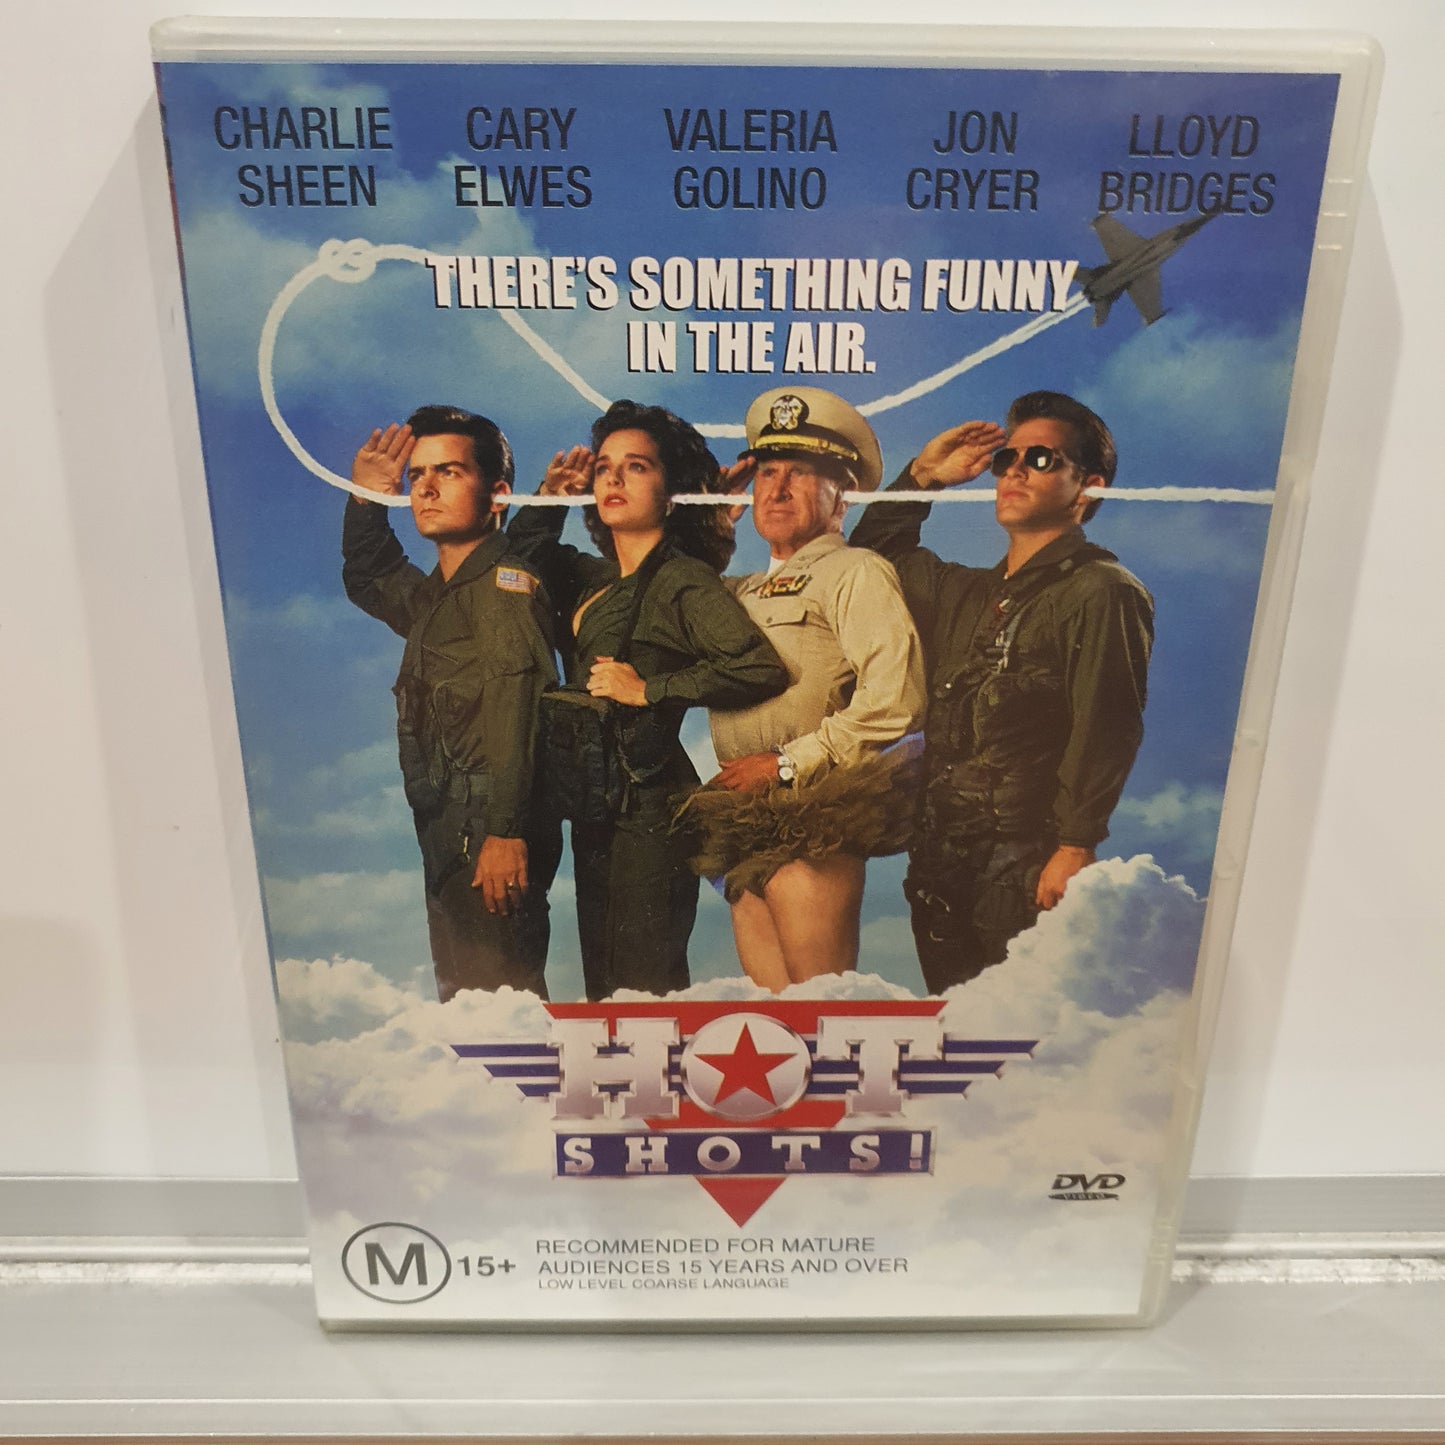 CHARLIE SHEEN
CARY ELWES
VALERIA GOLINO
JON CRYER
LLOYD BRIDGES
THERE'S SOMETHING FUNNY
IN THE AIR.
HOT
SHOTS!
DVD
VIDEO
M 15+
RECOMMENDED FOR MATURE
AUDIENCES 15 YEARS AND OVER
LOW LEVEL COARSE LANGUAGE